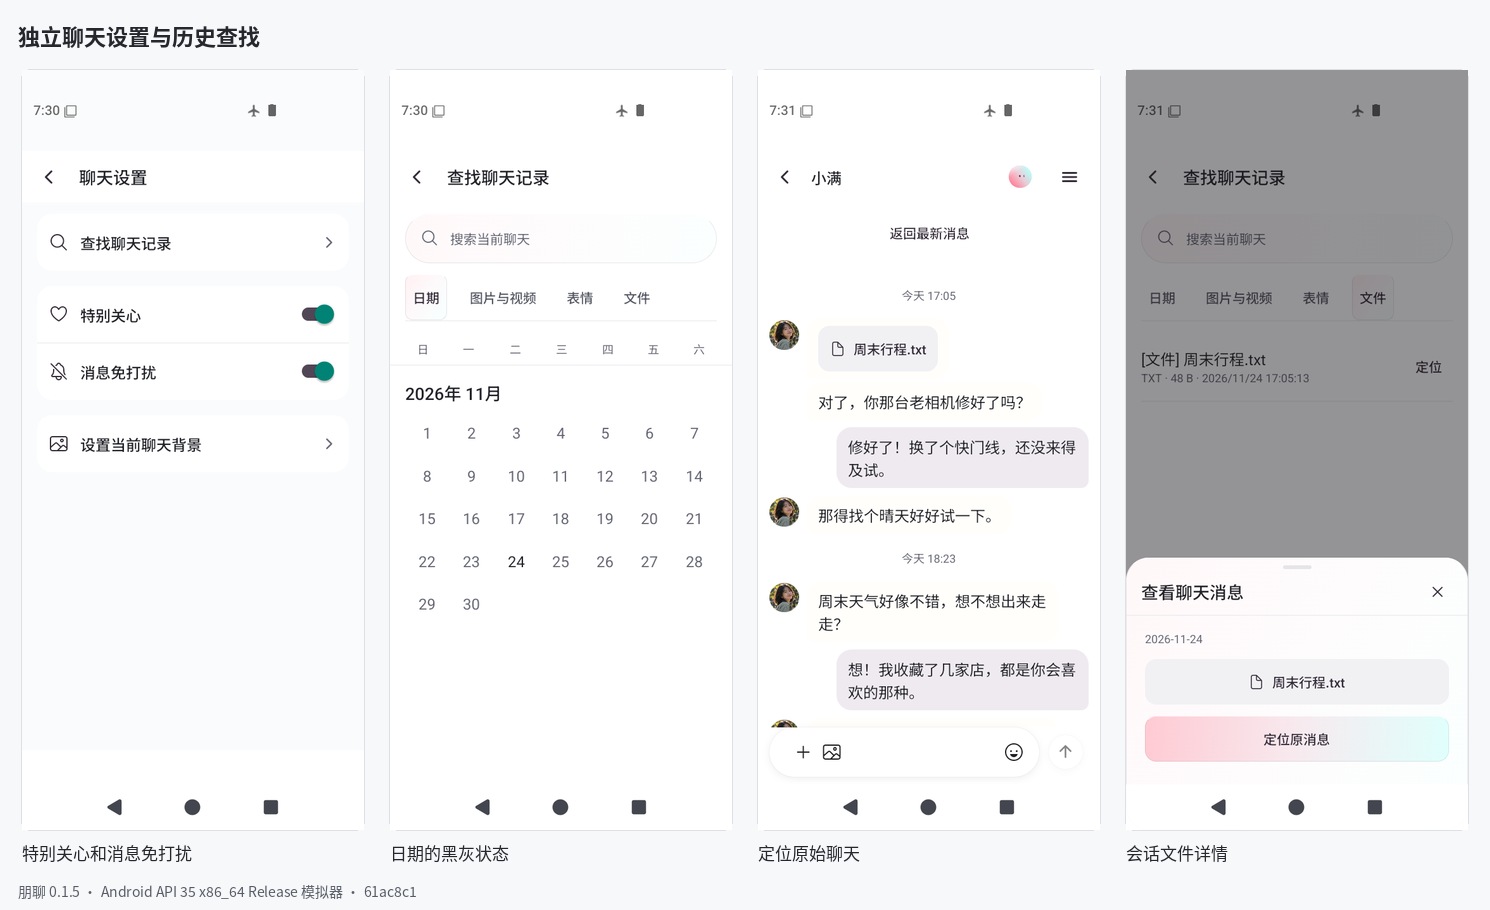 独立聊天设置与历史查找
7:30
聊天设置
查找聊天记录
特别关心
消息免打扰
设置当前聊天背景
特别关心和消息免打扰
7:30
查找聊天记录
搜索当前聊天
日期 图片与视频 表情 文件
日 一 二 三 四 五 六
2026年 11月
1 2 3 4 5 6 7
8 9 10 11 12 13 14
15 16 17 18 19 20 21
22 23 24 25 26 27 28
29 30
日期的黑灰状态
7:31
小满
返回最新消息
今天 17:05
周末行程.txt
对了，你那台老相机修好了吗？
修好了！换了个快门线，还没来得
及试。
那得找个晴天好好试一下。
今天 18:23
周末天气好像不错，想不想出来走
走？
想！我收藏了几家店，都是你会喜
欢的那种。
定位原始聊天
7:31
查找聊天记录
搜索当前聊天
日期 图片与视频 表情 文件
[文件] 周末行程.txt
TXT · 48 B · 2026/11/24 17:05:13
定位
查看聊天消息
2026-11-24
周末行程.txt
定位原消息
会话文件详情
朋聊 0.1.5 · Android API 35 x86_64 Release 模拟器 · 61ac8c1